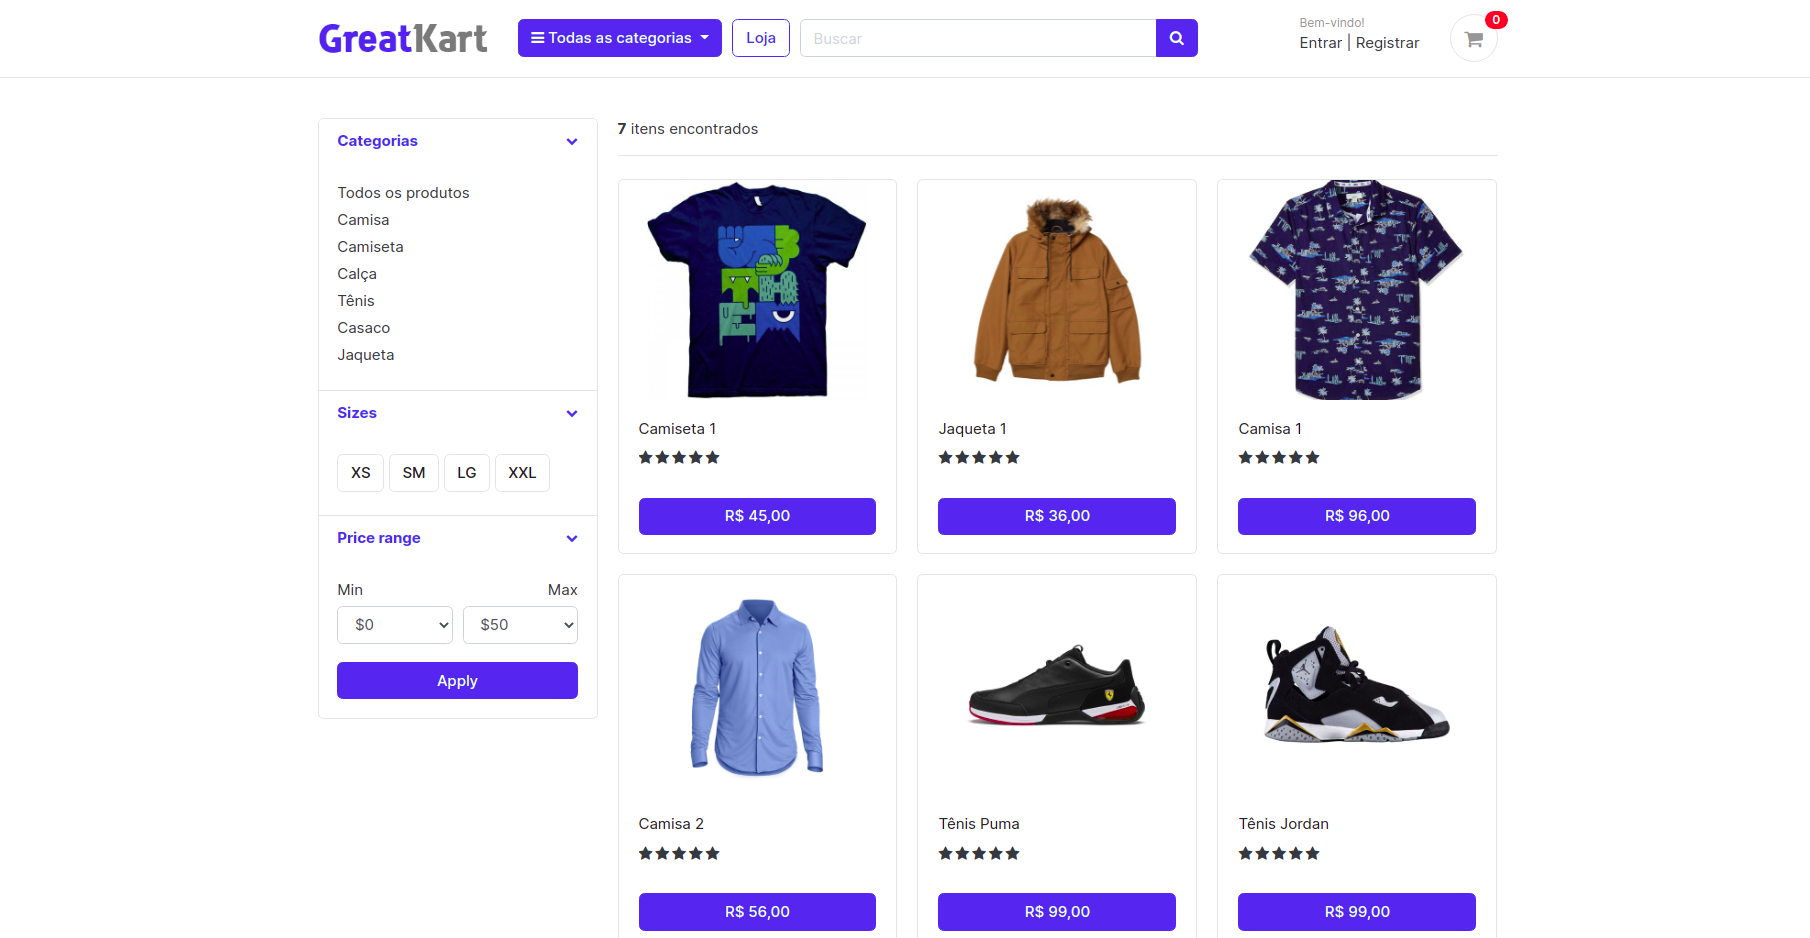 GreatKart
Todas as categorias
Loja
Buscar
Bem-vindo!
Entrar | Registrar
0
Categorias
Todos os produtos
Camisa
Camiseta
Calça
Tênis
Casaco
Jaqueta
Sizes
XS SM LG XXL
Price range
Min Max
$0 $50
Apply
7 itens encontrados
Camiseta 1
R$ 45,00
Jaqueta 1
R$ 36,00
Camisa 1
R$ 96,00
Camisa 2
R$ 56,00
Tênis Puma
R$ 99,00
Tênis Jordan
R$ 99,00